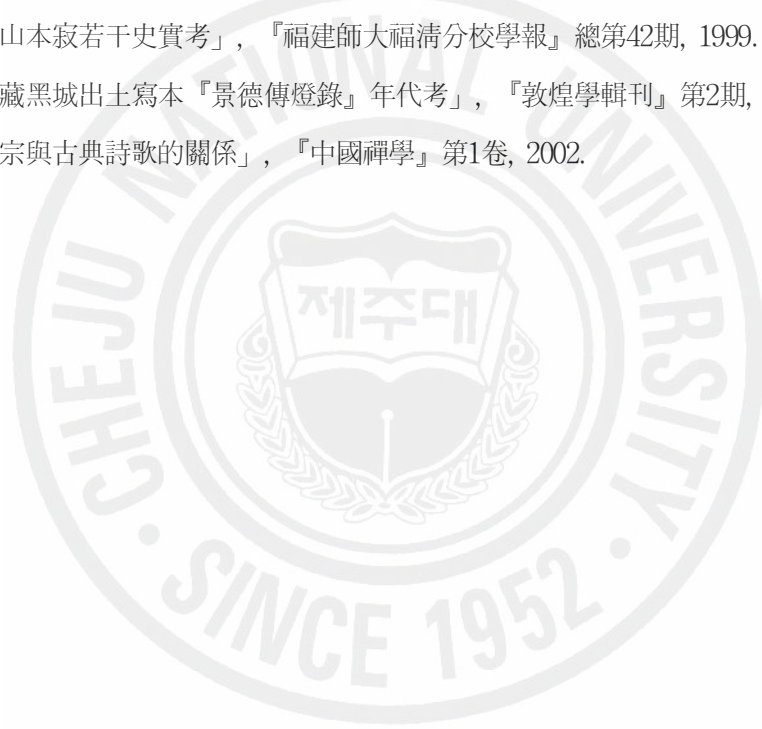 山本寂若干史實考」, 『福建師大福淸分校學報』總第42期, 1999.
藏黑城出土寫本『景德傳燈錄』年代考」, 『敦煌學輯刊』第2期,
宗與古典詩歌的關係」, 『中國禪學』第1卷, 2002.
CHEJU NATIONAL UNIVERSITY
제주대
SINCE 1952